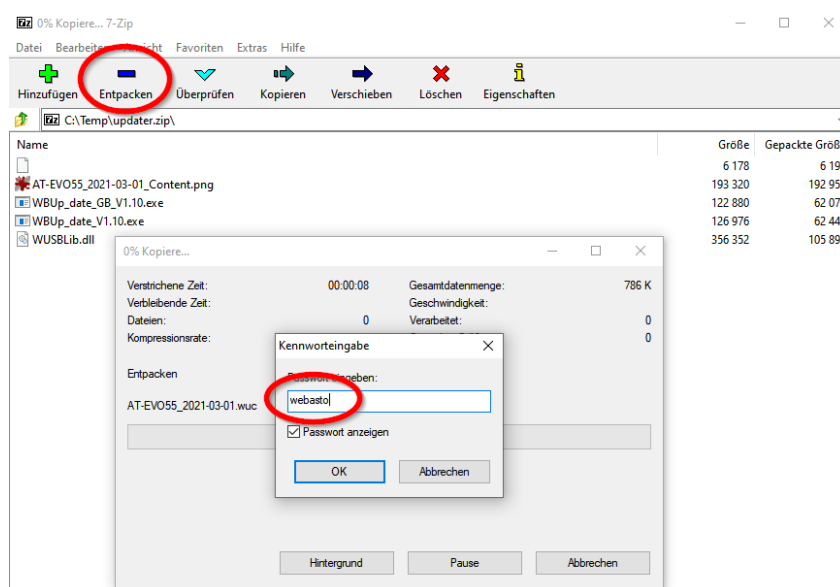 0% Kopiere... 7-Zip
Datei Bearbeiten Ansicht Favoriten Extras Hilfe
Hinzufügen Entpacken Überprüfen Kopieren Verschieben Löschen Eigenschaften
C:\Temp\updater.zip\
Name Größe Gepackte Größ
6 178 6 19
AT-EVO55_2021-03-01_Content.png 193 320 192 95
WBUp_date_GB_V1.10.exe 122 880 62 07
WBUp_date_V1.10.exe 126 976 62 44
WUSBLib.dll 356 352 105 89
0% Kopiere...
Verstrichene Zeit: 00:00:08 Gesamtdatenmenge: 786 K
Verbleibende Zeit: Geschwindigkeit:
Dateien: 0 Verarbeitet: 0
Kompressionsrate: 0
Kennworteingabe
Entpacken
Passwort eingeben:
AT-EVO55_2021-03-01.wuc
webasto
Passwort anzeigen
OK Abbrechen
Hintergrund Pause Abbrechen